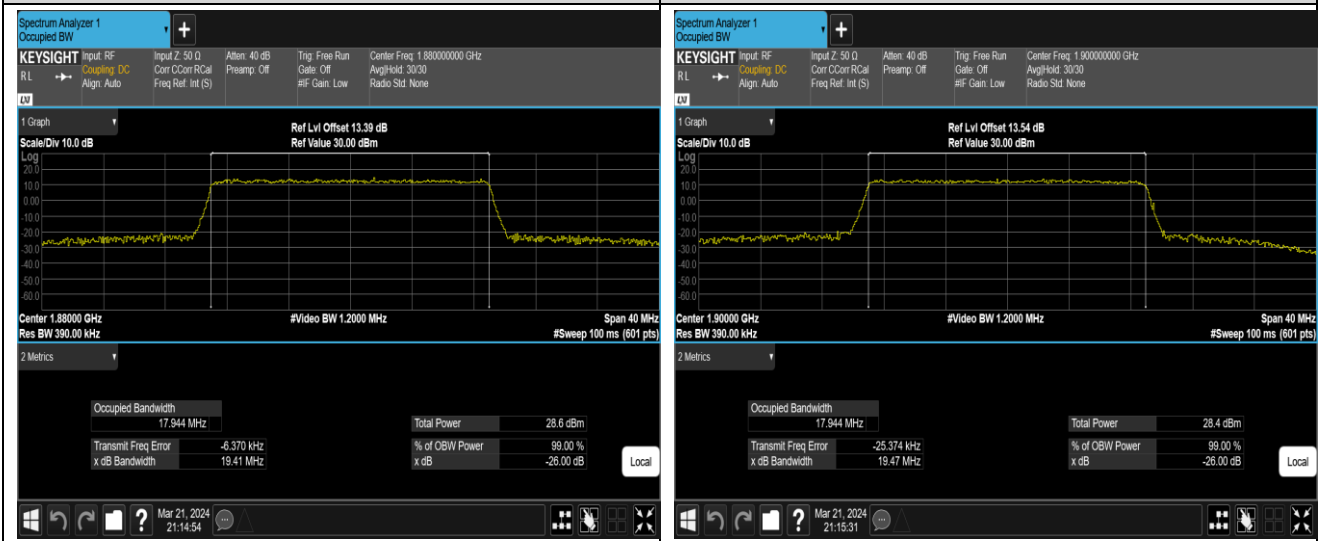 Spectrum Analyzer 1
Occupied BW
+
KEYSIGHT Input: RF Input Z: 50 Ω Atten: 40 dB Trig: Free Run Center Freq: 1.880000000 GHz
RL Coupling: DC Corr CCorr RCal Preamp: Off Gate: Off Avg|Hold: 30/30
Align: Auto Freq Ref: Int (S) #IF Gain: Low Radio Std: None
LXI
1 Graph
Ref Lvl Offset 13.39 dB
Scale/Div 10.0 dB Ref Value 30.00 dBm
Log
20.0
10.0
0.00
-10.0
-20.0
-30.0
-40.0
-50.0
-60.0
Center 1.88000 GHz #Video BW 1.2000 MHz Span 40 MHz
Res BW 390.00 kHz #Sweep 100 ms (601 pts)
2 Metrics
Occupied Bandwidth
17.944 MHz Total Power 28.6 dBm
Transmit Freq Error -6.370 kHz % of OBW Power 99.00 %
x dB Bandwidth 19.41 MHz x dB -26.00 dB
Local
? Mar 21, 2024
21:14:54
Spectrum Analyzer 1
Occupied BW
+
KEYSIGHT Input: RF Input Z: 50 Ω Atten: 40 dB Trig: Free Run Center Freq: 1.900000000 GHz
RL Coupling: DC Corr CCorr RCal Preamp: Off Gate: Off Avg|Hold: 30/30
Align: Auto Freq Ref: Int (S) #IF Gain: Low Radio Std: None
LXI
1 Graph
Ref Lvl Offset 13.54 dB
Scale/Div 10.0 dB Ref Value 30.00 dBm
Log
20.0
10.0
0.00
-10.0
-20.0
-30.0
-40.0
-50.0
-60.0
Center 1.90000 GHz #Video BW 1.2000 MHz Span 40 MHz
Res BW 390.00 kHz #Sweep 100 ms (601 pts)
2 Metrics
Occupied Bandwidth
17.944 MHz Total Power 28.4 dBm
Transmit Freq Error -25.374 kHz % of OBW Power 99.00 %
x dB Bandwidth 19.47 MHz x dB -26.00 dB
Local
? Mar 21, 2024
21:15:31